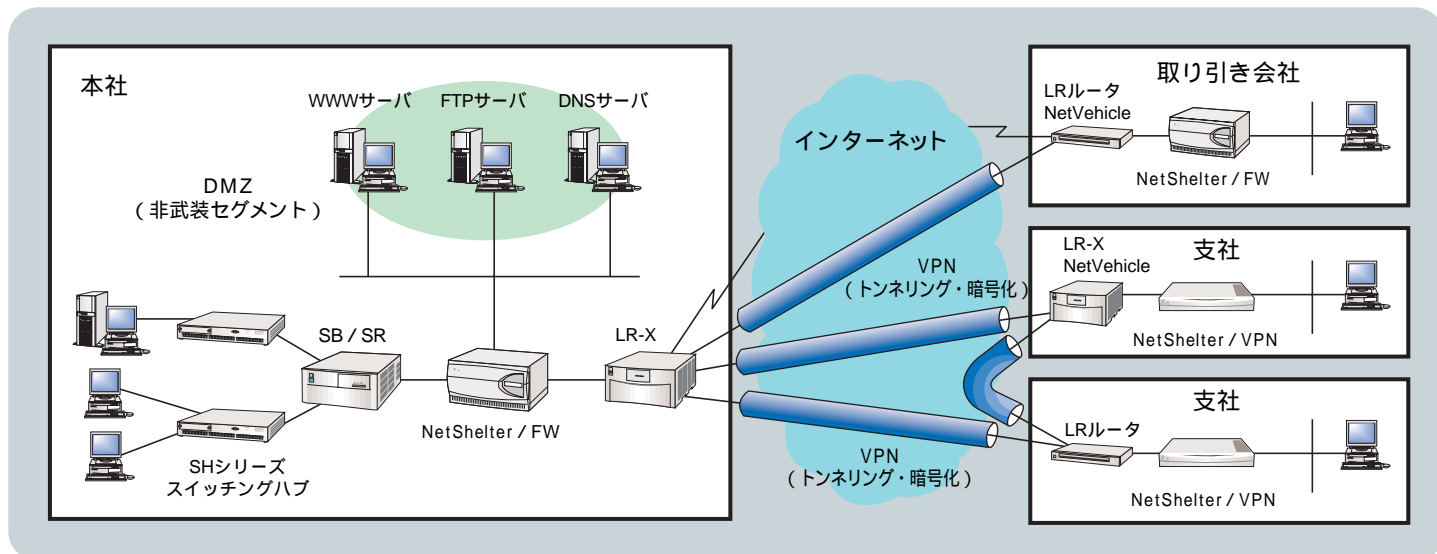 本社
WWWサーバ
FTPサーバ
DNSサーバ
DMZ
(非武装セグメント)
SB / SR
NetShelter / FW
LR-X
SHシリーズ
スイッチングハブ
インターネット
VPN
(トンネリング・暗号化)
VPN
(トンネリング・暗号化)
取り引き会社
LRルータ
NetVehicle
NetShelter / FW
支社
LR-X
NetVehicle
NetShelter / VPN
支社
LRルータ
NetShelter / VPN